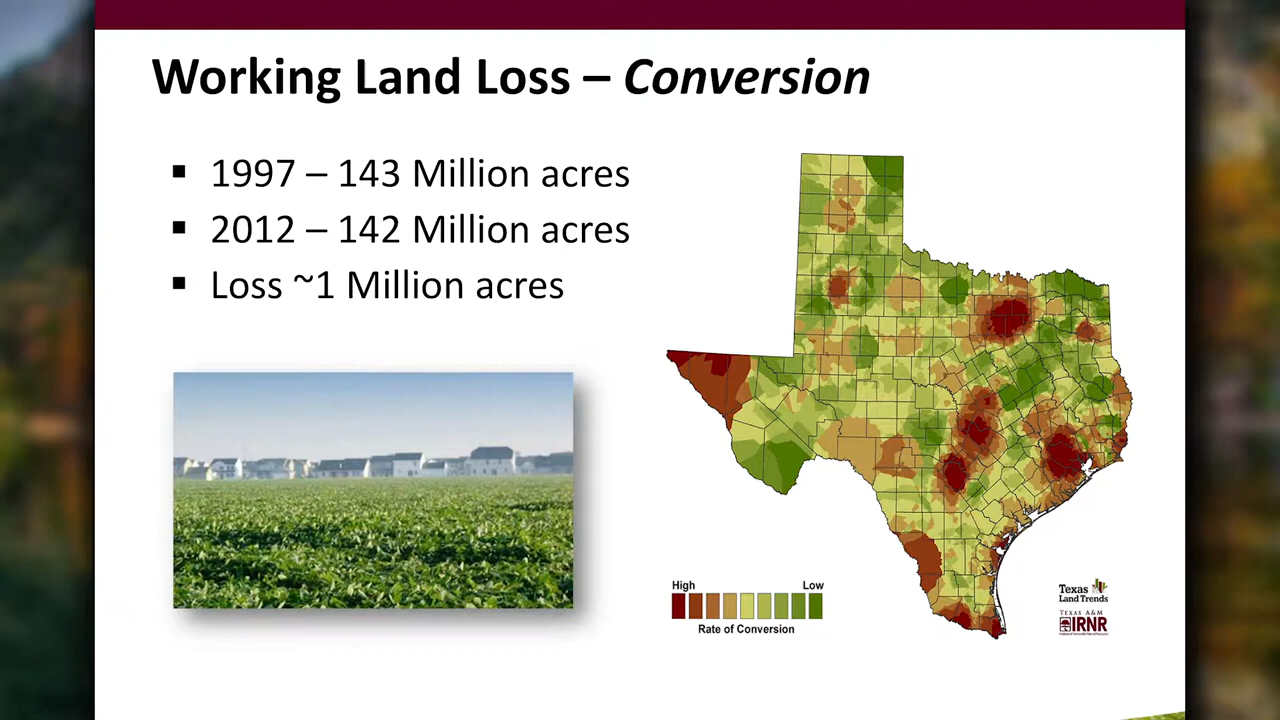 Working Land Loss – Conversion
▪ 1997 – 143 Million acres
▪ 2012 – 142 Million acres
▪ Loss ~1 Million acres
High Low
Rate of Conversion
Texas
Land Trends
TEXAS A&M
IRNR